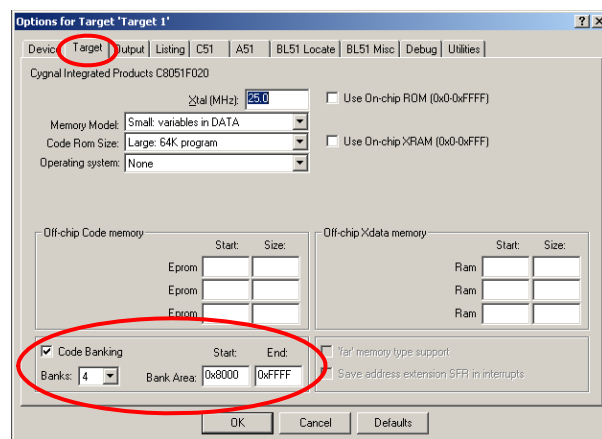 Options for Target 'Target 1'
Device Target Output Listing C51 A51 BL51 Locate BL51 Misc Debug Utilities
Cygnal Integrated Products C8051F020
Xtal (MHz): 25.0 Use On-chip ROM (0x0-0xFFFF)
Memory Model: Small: variables in DATA
Code Rom Size: Large: 64K program Use On-chip XRAM (0x0-0xFFF)
Operating system: None
Off-chip Code memory Off-chip Xdata memory
Start: Size: Start: Size:
Eprom Ram
Eprom Ram
Eprom Ram
Code Banking Start: End: 'far' memory type support
Banks: 4 Bank Area: 0x8000 0xFFFF Save address extension SFR in interrupts
OK Cancel Defaults